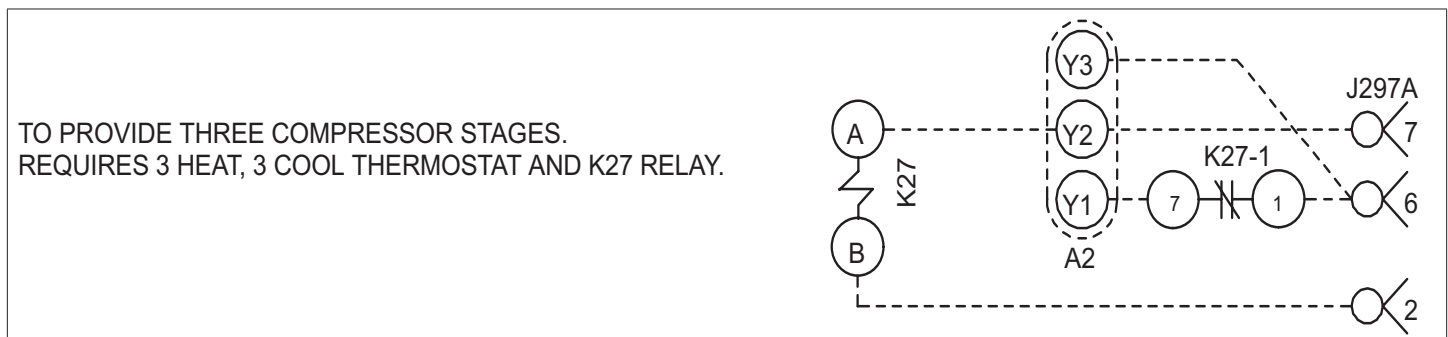 TO PROVIDE THREE COMPRESSOR STAGES.
REQUIRES 3 HEAT, 3 COOL THERMOSTAT AND K27 RELAY.
Y3
J297A
A
Y2
7
K27-1
K27
Y1
7
1
6
B
A2
2